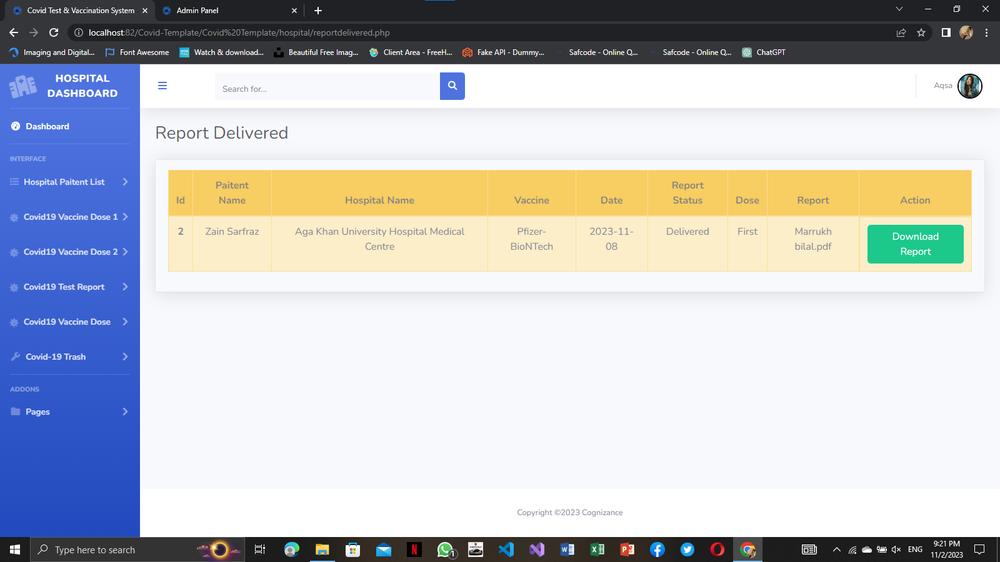 Covid Test & Vaccination System
Admin Panel
localhost:82/Covid-Template/Covid%20Template/hospital/reportdelivered.php
Imaging and Digital...
Font Awesome
Watch & download...
Beautiful Free Imag...
Client Area - FreeH...
Fake API - Dummy...
Safcode - Online Q...
Safcode - Online Q...
ChatGPT
HOSPITAL
DASHBOARD
Search for...
Aqsa
Dashboard
INTERFACE
Hospital Paitent List
Covid19 Vaccine Dose 1
Covid19 Vaccine Dose 2
Covid19 Test Report
Covid19 Vaccine Dose
Covid-19 Trash
ADDONS
Pages
Report Delivered
Id
Paitent
Name
Hospital Name
Vaccine
Date
Report
Status
Dose
Report
Action
2
Zain Sarfraz
Aga Khan University Hospital Medical
Centre
Pfizer-
BioNTech
2023-11-
08
Delivered
First
Marrukh
bilal.pdf
Download
Report
Copyright ©2023 Cognizance
Type here to search
1
ENG
9:21 PM
11/2/2023